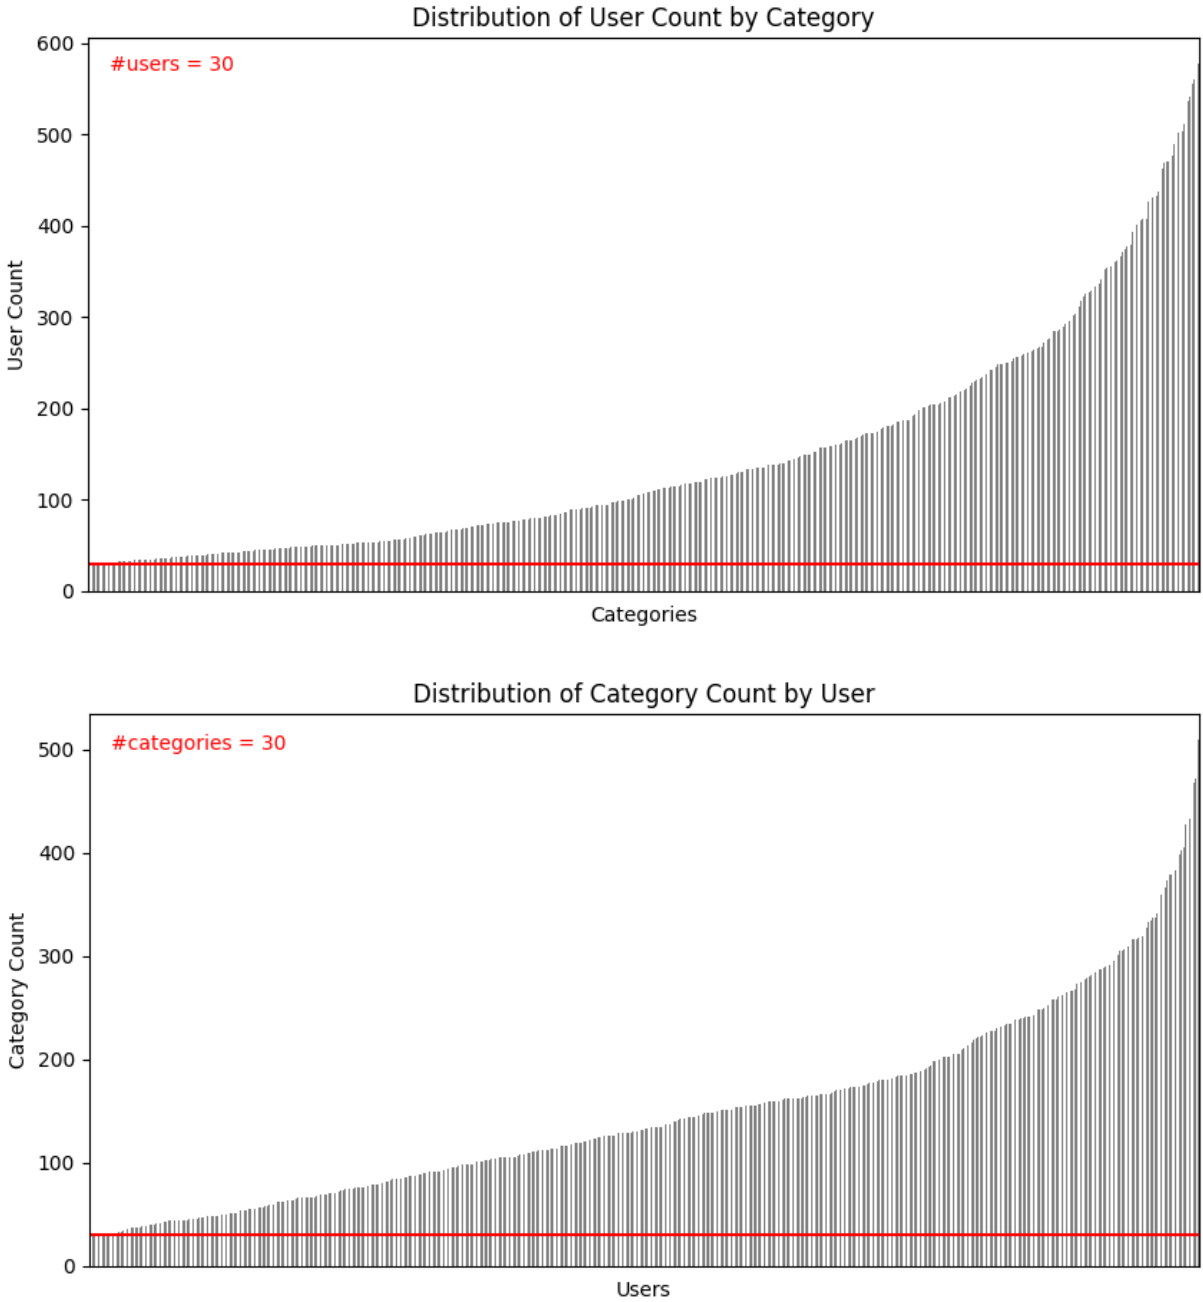 Distribution of User Count by Category
600
#users = 30
500
400
User Count
300
200
100
0
Categories
Distribution of Category Count by User
#categories = 30
500
400
Category Count
300
200
100
0
Users